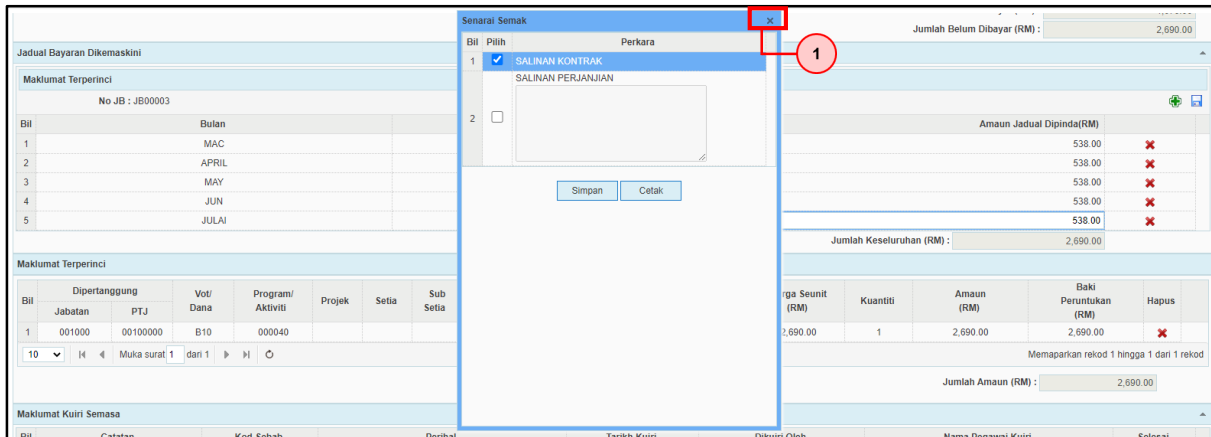 Senarai Semak
Bil Pilih Perkara
1 SALINAN KONTRAK
SALINAN PERJANJIAN
2
Simpan Cetak
1
Jumlah Belum Dibayar (RM) : 2,690.00
Jadual Bayaran Dikemaskini
Maklumat Terperinci
No JB : JB00003
Bil Bulan Amaun Jadual Dipinda(RM)
1 MAC 538.00
2 APRIL 538.00
3 MAY 538.00
4 JUN 538.00
5 JULAI 538.00
Jumlah Keseluruhan (RM) : 2,690.00
Maklumat Terperinci
Bil Dipertanggung Vot/ Dana Program/ Aktiviti Projek Setia Sub Setia Seunit (RM) Kuantiti Amaun (RM) Baki Peruntukan (RM) Hapus
Jabatan PTJ
1 001000 00100000 B10 000040 2,690.00 1 2,690.00 2,690.00
10 Muka surat 1 dari 1 Memaparkan rekod 1 hingga 1 dari 1 rekod
Jumlah Amaun (RM) : 2,690.00
Maklumat Kuiri Semasa
Bil Catatan Kod Sebab Perihal Tarikh Kuiri Dikuiri Oleh Nama Pegawai Kuiri Selesai